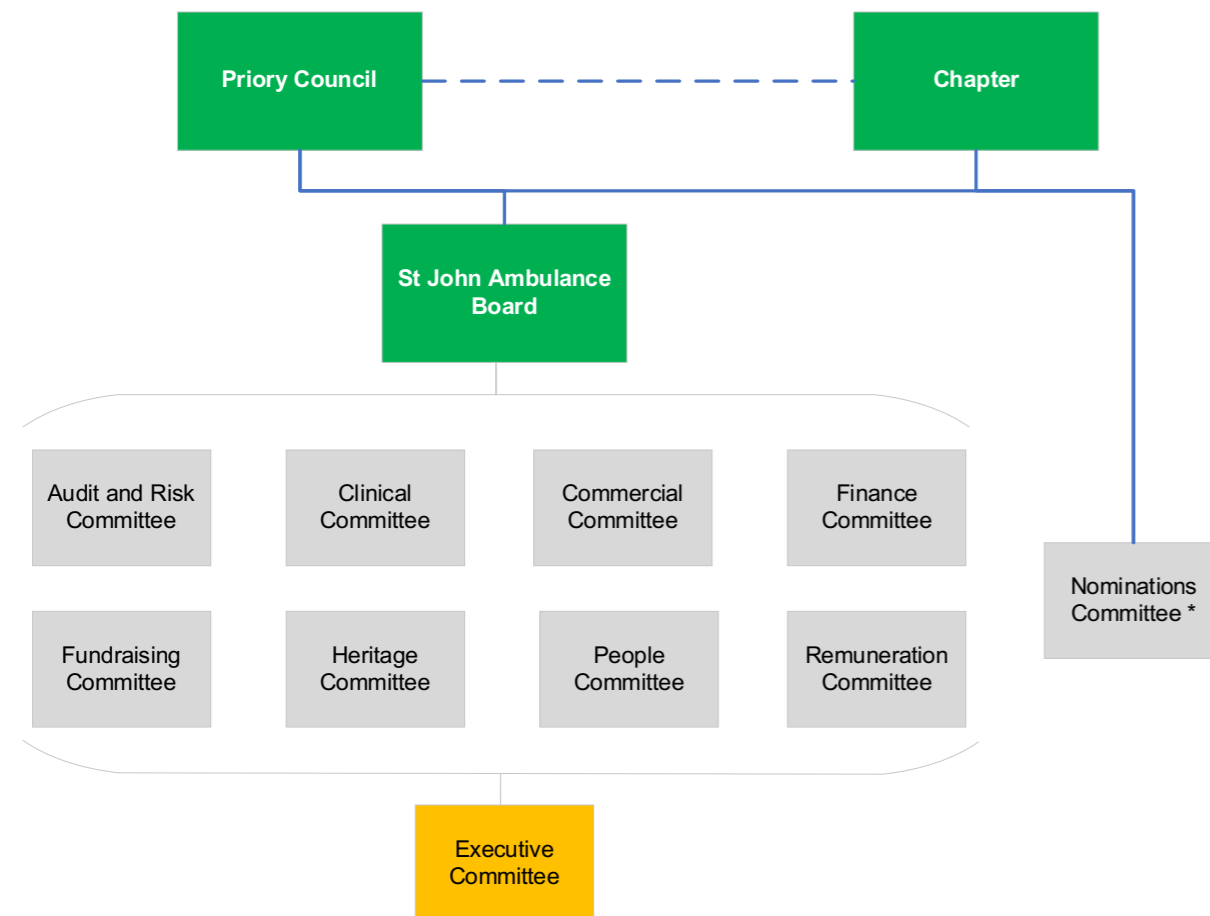 Priory Council
Chapter
St John Ambulance
Board
Audit and Risk
Committee
Clinical
Committee
Commercial
Committee
Finance
Committee
Nominations
Committee *
Fundraising
Committee
Heritage
Committee
People
Committee
Remuneration
Committee
Executive
Committee